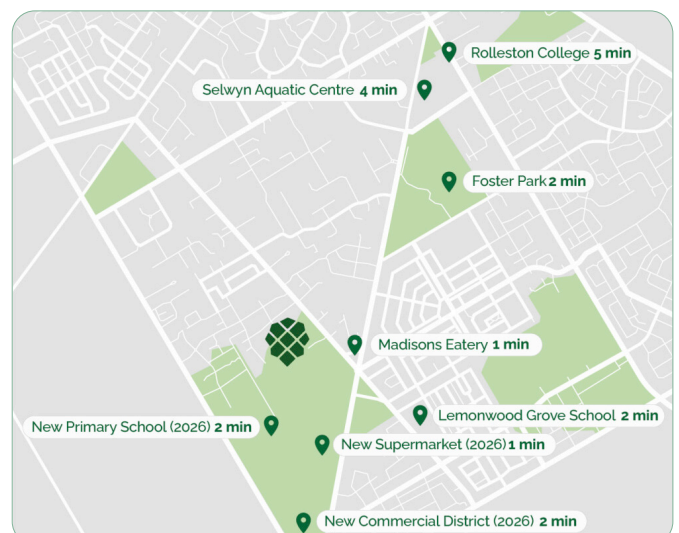 Rolleston College 5 min
Selwyn Aquatic Centre 4 min
Foster Park 2 min
Madisons Eatery 1 min
Lemonwood Grove School 2 min
New Primary School (2026) 2 min
New Supermarket (2026) 1 min
New Commercial District (2026) 2 min